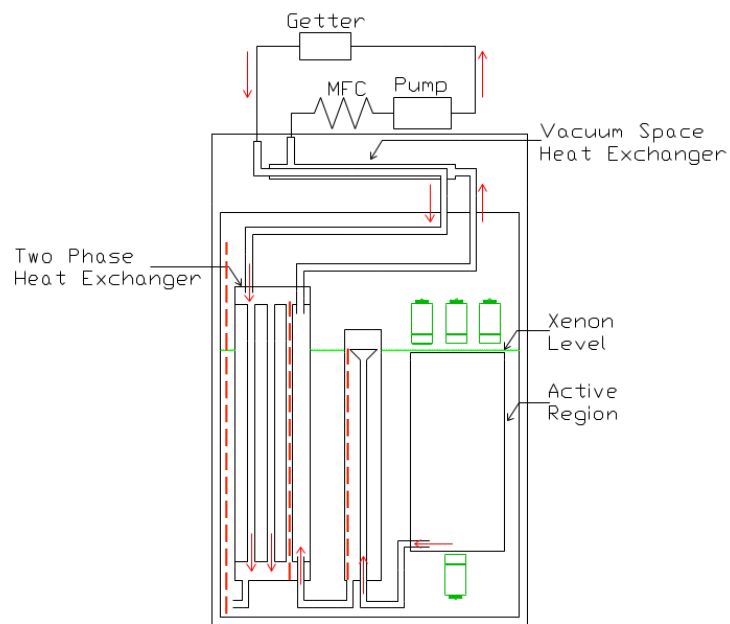 Getter
MFC
Pump
Vacuum Space
Heat Exchanger
Two Phase
Heat Exchanger
Xenon
Level
Active
Region